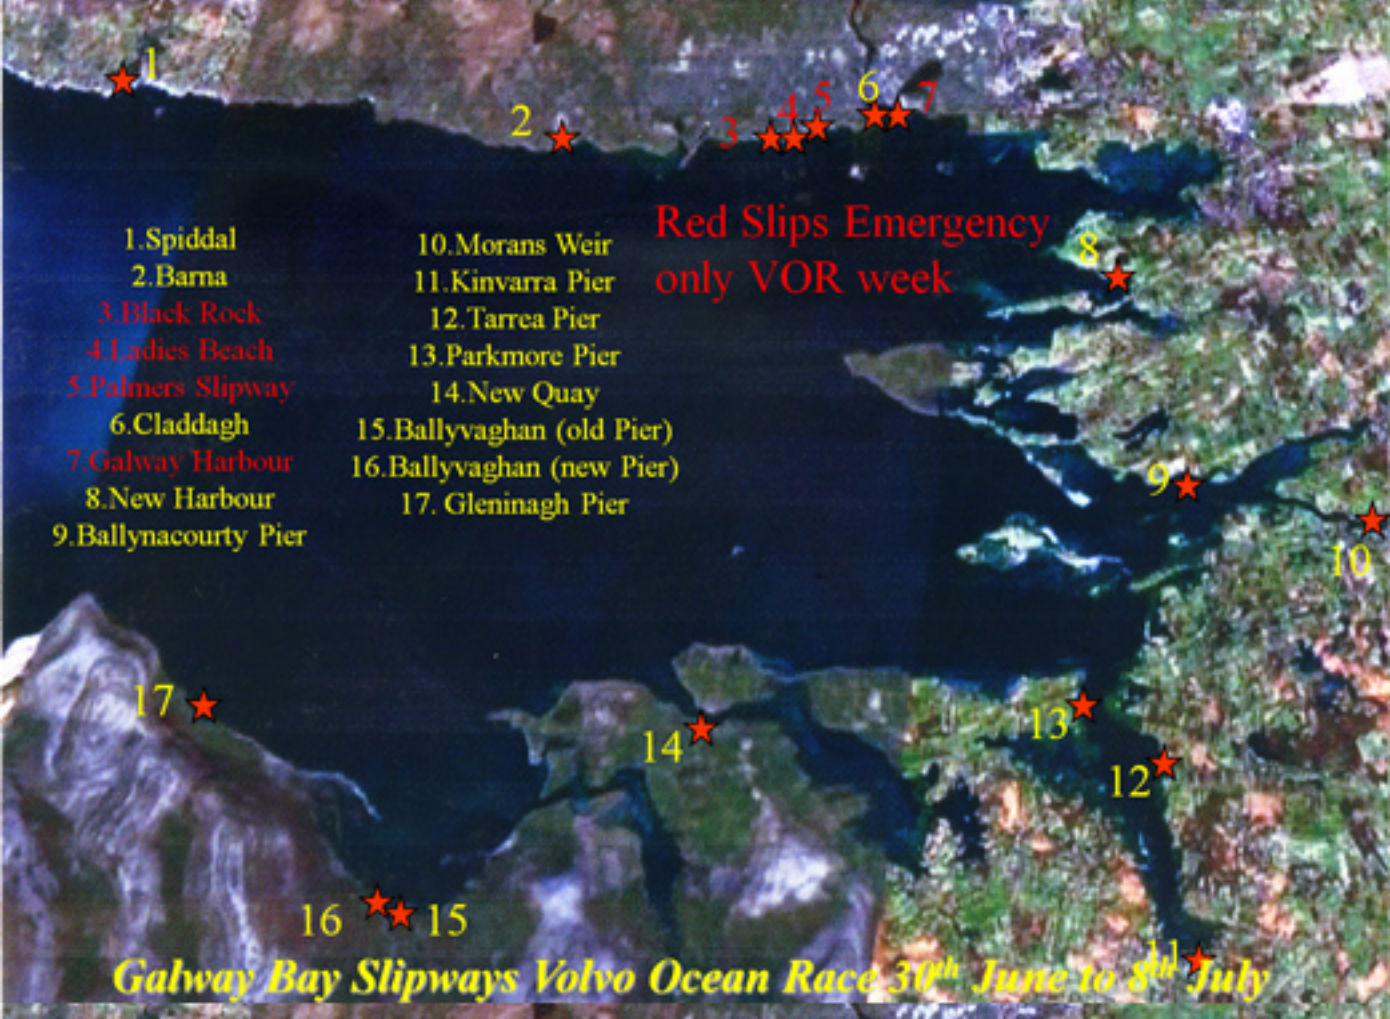 1
2
3
4
5
6
7
Red Slips Emergency
only VOR week
8
1.Spiddal
2.Barna
3.Black Rock
4.Ladies Beach
5.Palmers Slipway
6.Claddagh
7.Galway Harbour
8.New Harbour
9.Ballynacourty Pier
10.Morans Weir
11.Kinvarra Pier
12.Tarrea Pier
13.Parkmore Pier
14.New Quay
15.Ballyvaghan (old Pier)
16.Ballyvaghan (new Pier)
17. Gleninagh Pier
9
10
17
14
13
12
16
15
11
Galway Bay Slipways Volvo Ocean Race 30th June to 8th July